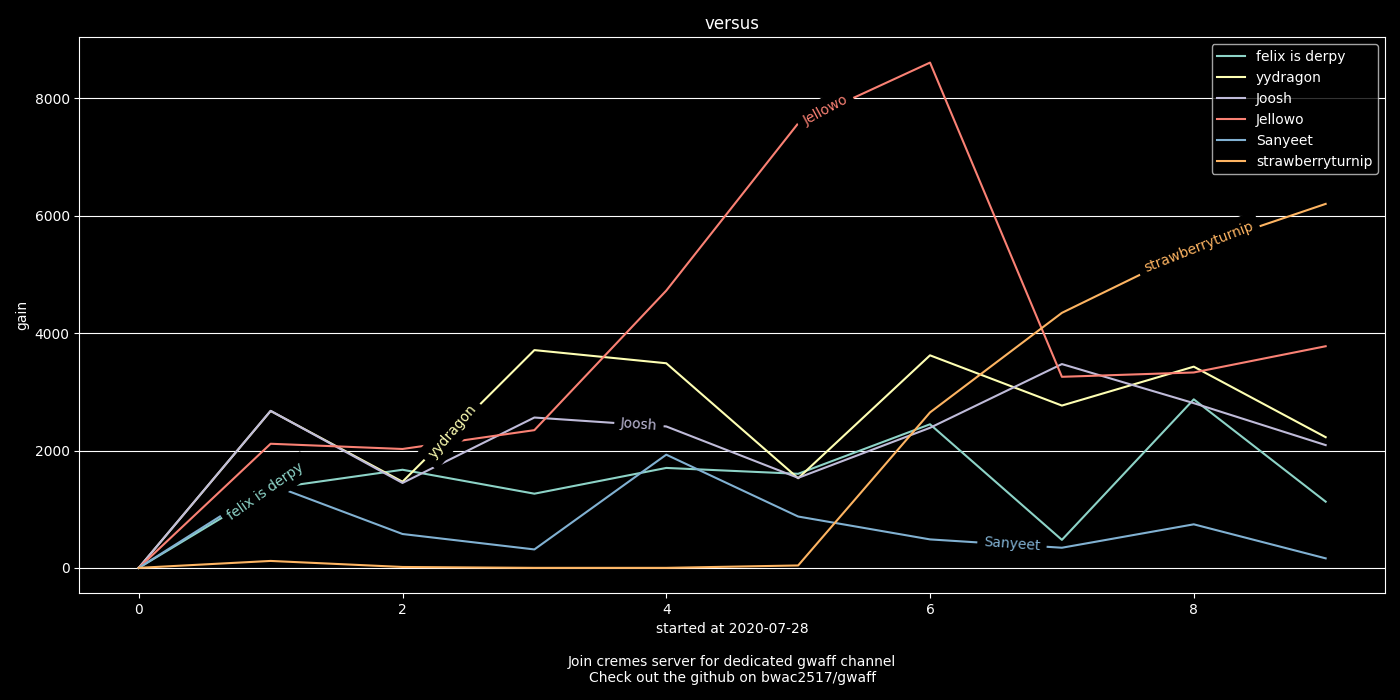 versus
felix is derpy
yydragon
Joosh
Jellowo
Sanyeet
strawberryturnip
8000
6000
4000
2000
0
gain
Jellowo
strawberryturnip
yydragon
Joosh
felix is derpy
Sanyeet
0
2
4
6
8
started at 2020-07-28
Join cremes server for dedicated gwaff channel
Check out the github on bwac2517/gwaff